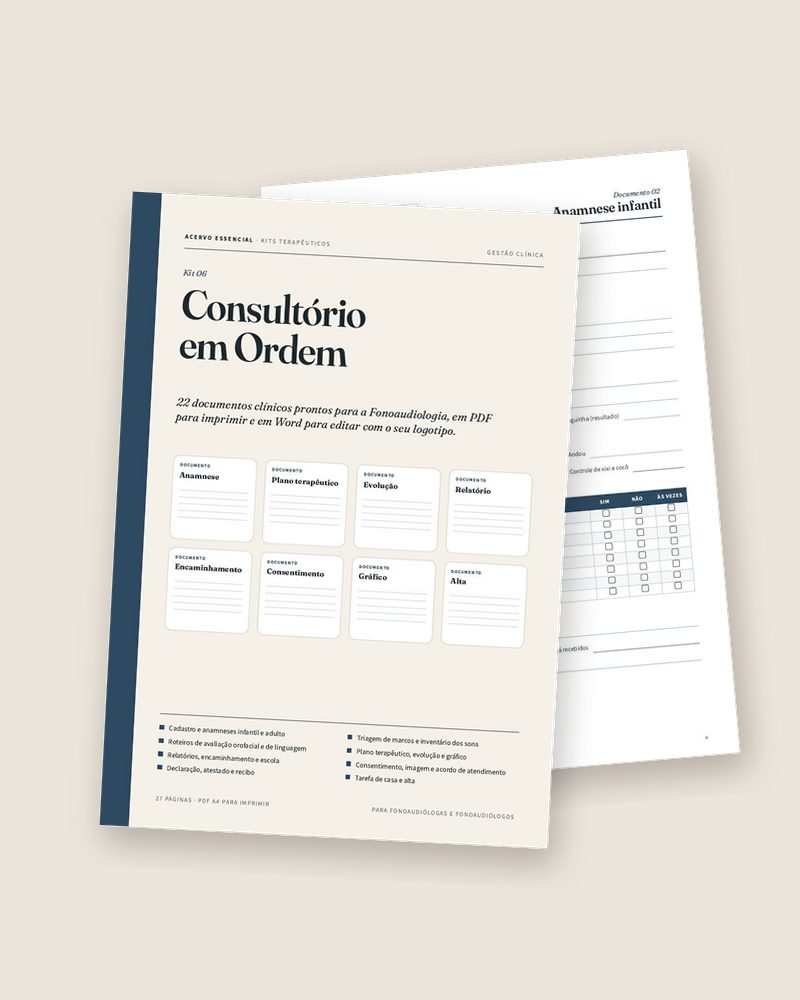 ACERVO ESSENCIAL · KITS TERAPÊUTICOS
GESTÃO CLÍNICA
Kit 06
Consultório
em Ordem
22 documentos clínicos prontos para a Fonoaudiologia, em PDF
para imprimir e em Word para editar com o seu logotipo.
DOCUMENTO
Anamnese
DOCUMENTO
Plano terapêutico
DOCUMENTO
Evolução
DOCUMENTO
Relatório
DOCUMENTO
Encaminhamento
DOCUMENTO
Consentimento
DOCUMENTO
Gráfico
DOCUMENTO
Alta
Cadastro e anamneses infantil e adulto
Roteiros de avaliação orofacial e de linguagem
Relatórios, encaminhamento e escola
Declaração, atestado e recibo
Triagem de marcos e inventário dos sons
Plano terapêutico, evolução e gráfico
Consentimento, imagem e acordo de atendimento
Tarefa de casa e alta
27 PÁGINAS · PDF A4 PARA IMPRIMIR
PARA FONOAUDIÓLOGAS E FONOAUDIÓLOGOS
Documento 02
Anamnese infantil
(resultado)
Andou
Controle de xixi e cocô
SIM NÃO ÀS VEZES
recebidos